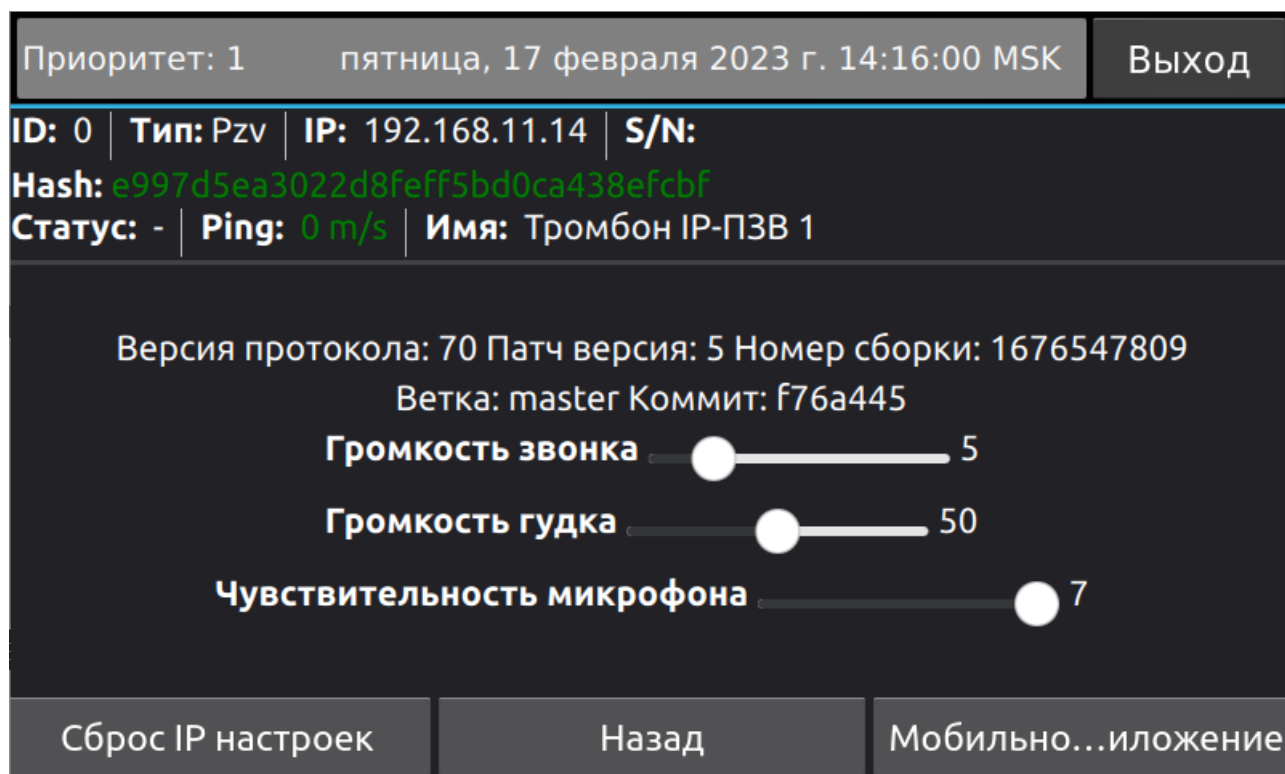 Приоритет: 1 пятница, 17 февраля 2023 г. 14:16:00 MSK Выход
ID: 0 Тип: Pzv IP: 192.168.11.14 S/N:
Hash: e997d5ea3022d8feff5bd0ca438efcbf
Статус: - Ping: 0 m/s Имя: Тромбон IP-ПЗВ 1
Версия протокола: 70 Патч версия: 5 Номер сборки: 1676547809
Ветка: master Коммит: f76a445
Громкость звонка 5
Громкость гудка 50
Чувствительность микрофона 7
Сброс IP настроек Назад Мобильно...иложение